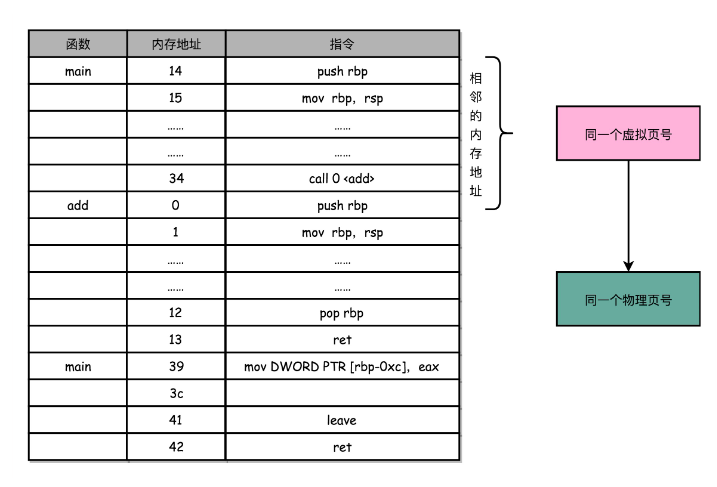 函数 内存地址 指令
main 14 push rbp
15 mov rbp, rsp
…… ……
…… ……
34 call 0 <add>
add 0 push rbp
1 mov rbp, rsp
…… ……
…… ……
12 pop rbp
13 ret
main 39 mov DWORD PTR [rbp-0xc], eax
3c
41 leave
42 ret
相邻的内存地址
同一个虚拟页号
同一个物理页号